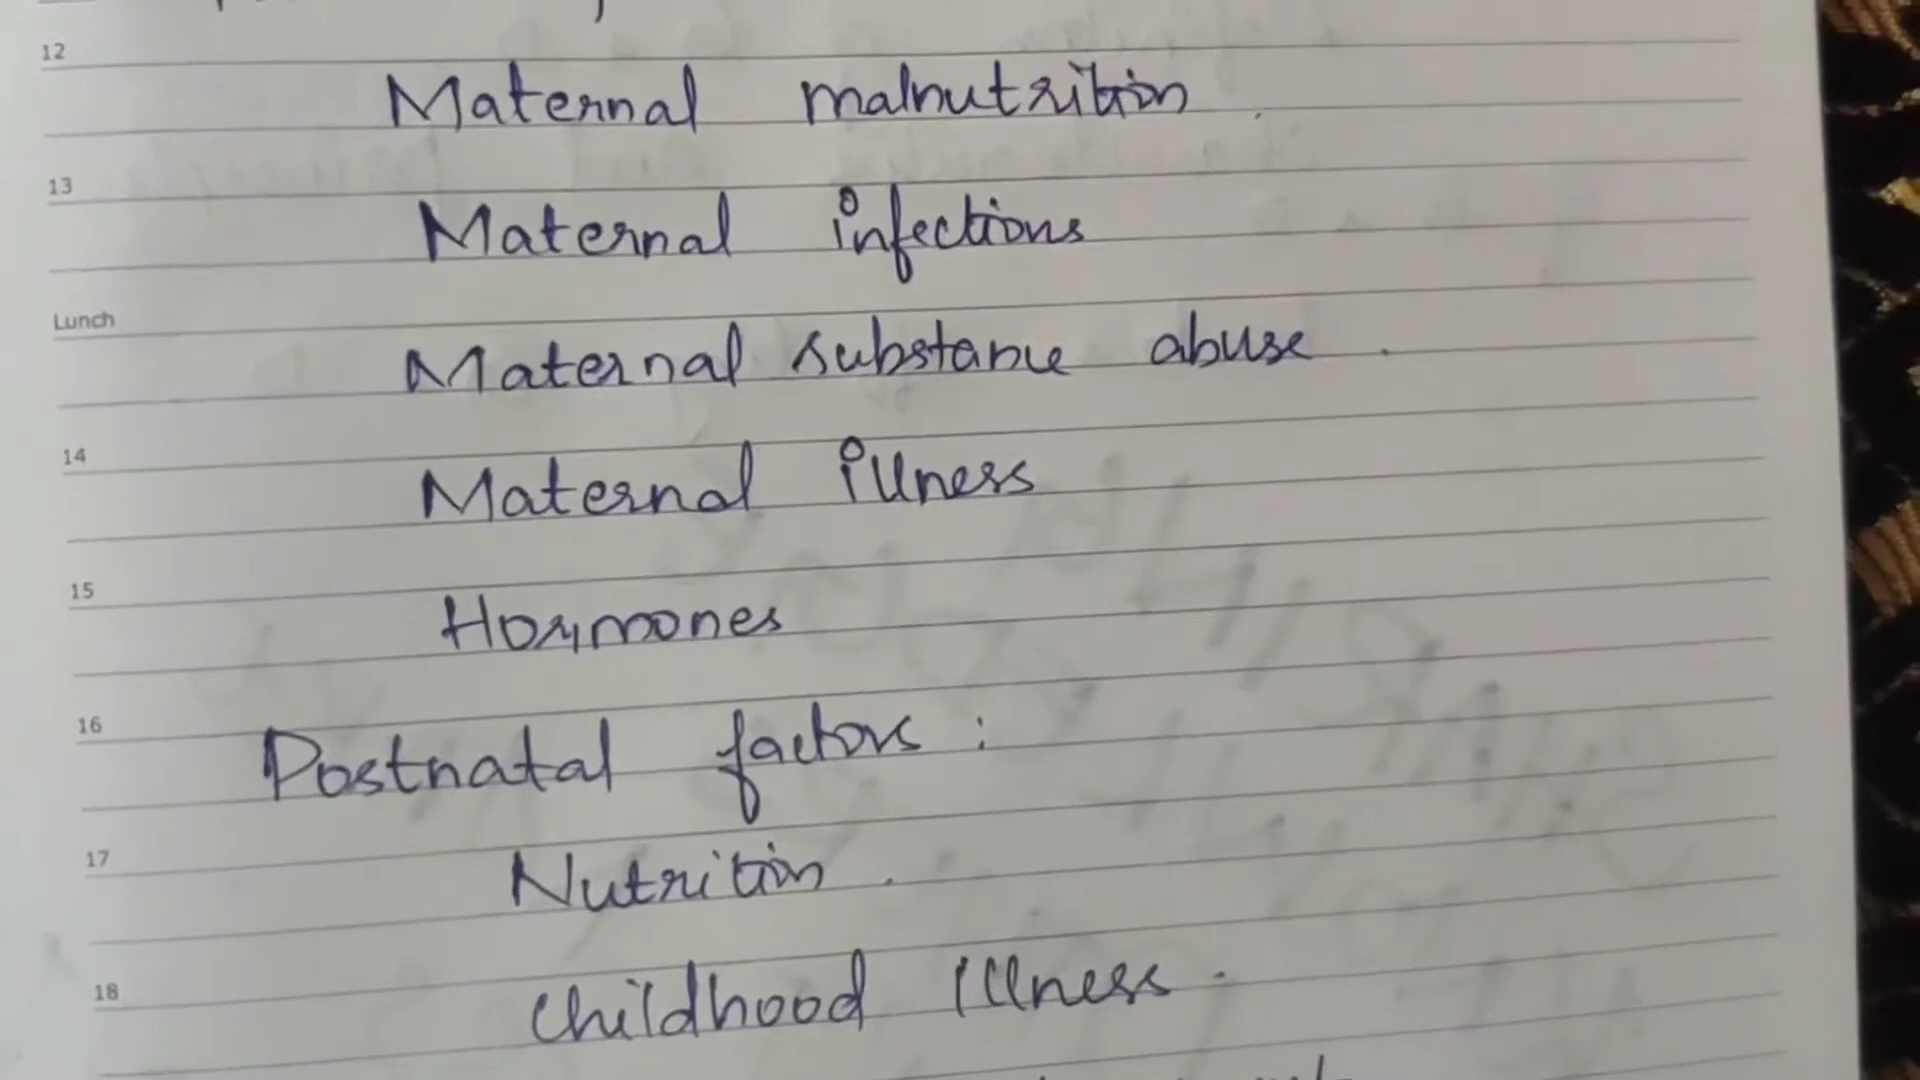 12
Maternal malnutrition.
13
Maternal infections
Lunch
Maternal substance abuse.
14
Maternal illness
15
Hormones
16
Postnatal factors:
17
Nutrition.
18
Childhood Illness.